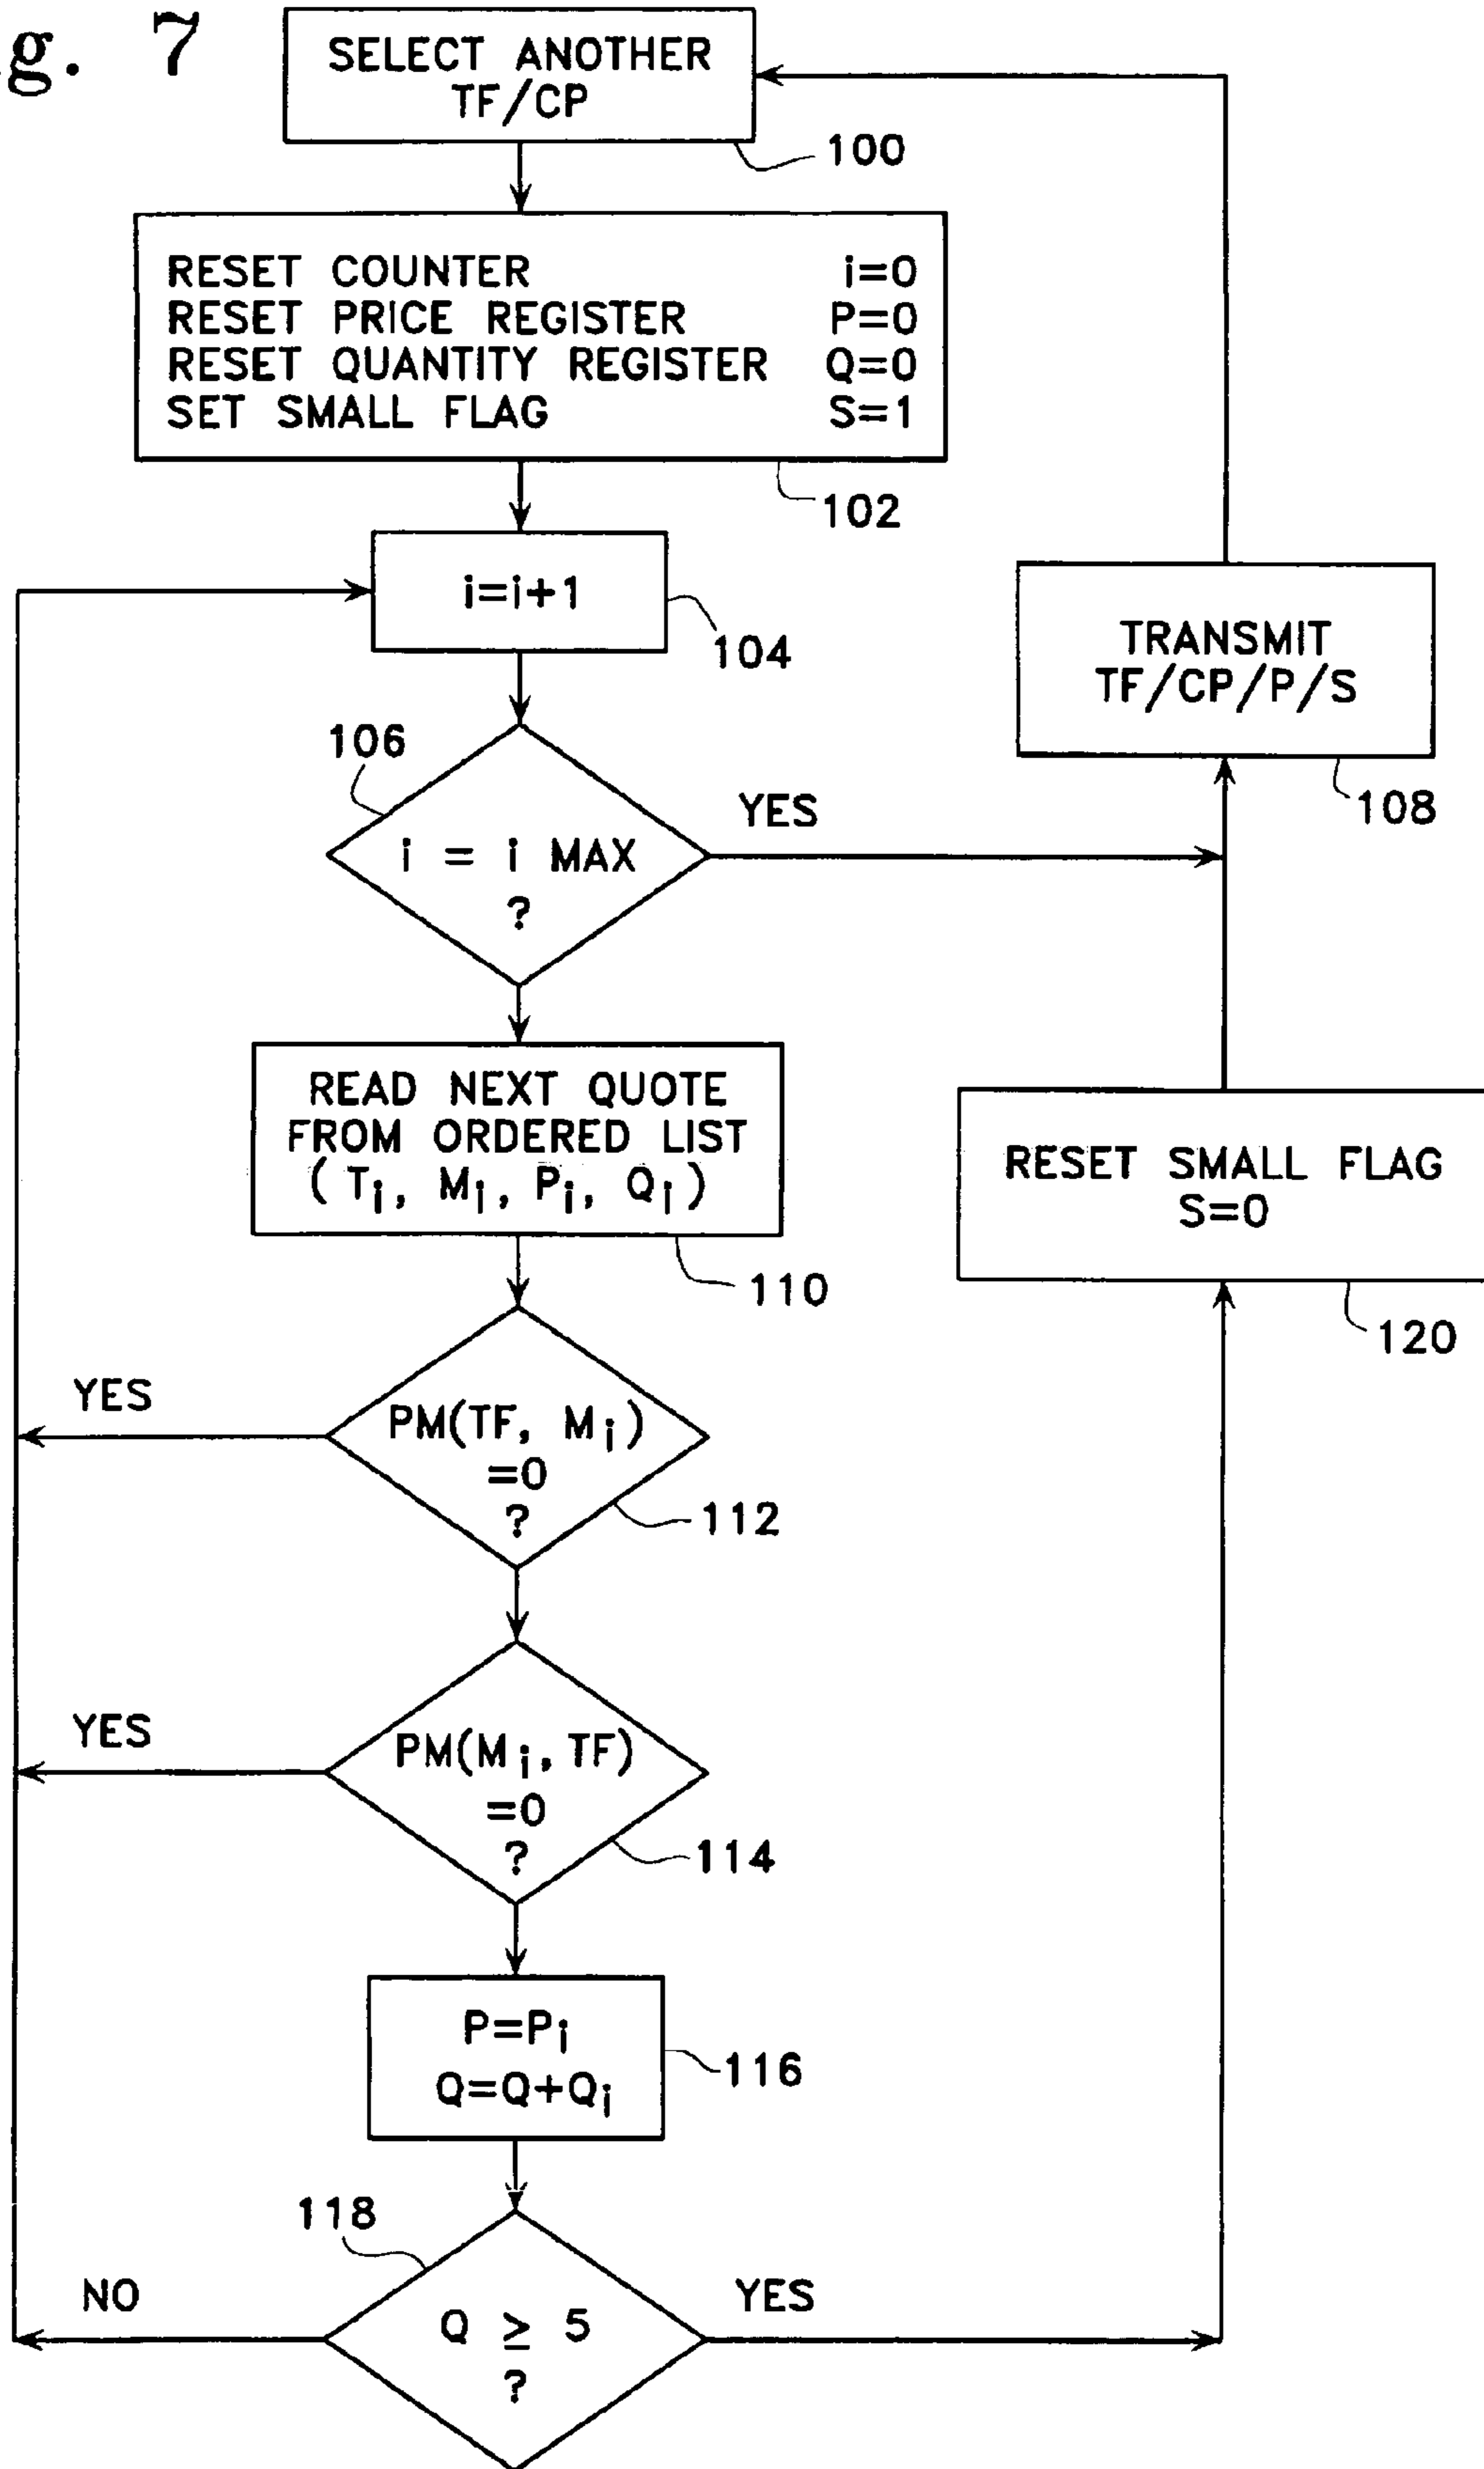 g. 7
SELECT ANOTHER
TF/CP
100
RESET COUNTER i=0
RESET PRICE REGISTER P=0
RESET QUANTITY REGISTER Q=0
SET SMALL FLAG S=1
102
i=i+1
104
TRANSMIT
TF/CP/P/S
108
106
i = i MAX
?
YES
READ NEXT QUOTE
FROM ORDERED LIST
( Ti, Mi, Pi, Qi )
110
RESET SMALL FLAG
S=0
120
YES
PM(TF, Mi)
=0
?
112
YES
PM(Mi, TF)
=0
?
114
P=Pi
Q=Q+Qi
116
118
NO
Q ≥ 5
?
YES